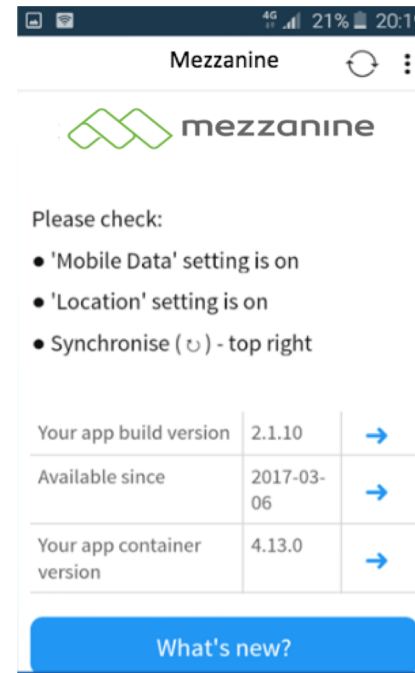 4G 21% 20:19
Mezzanine
mezzanine
Please check:
● 'Mobile Data' setting is on
● 'Location' setting is on
● Synchronise (↻) - top right
Your app build version 2.1.10
Available since 2017-03-
06
Your app container 4.13.0
version
What's new?